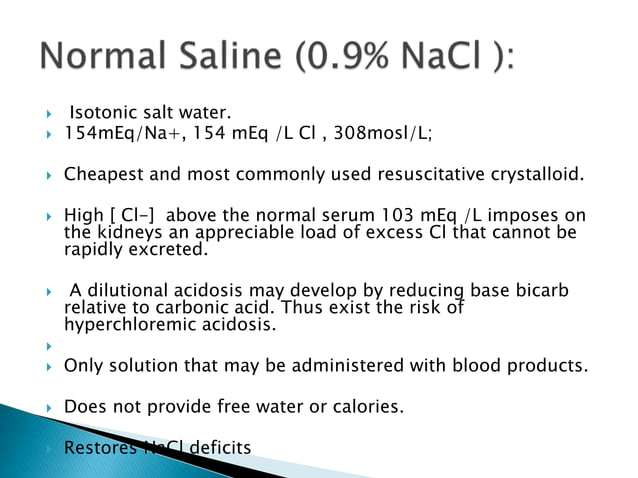 Normal Saline (0.9% NaCl ):
Isotonic salt water.
154mEq/Na+, 154 mEq /L Cl , 308mosl/L;
Cheapest and most commonly used resuscitative crystalloid.
High [ Cl-] above the normal serum 103 mEq /L imposes on
the kidneys an appreciable load of excess Cl that cannot be
rapidly excreted.
A dilutional acidosis may develop by reducing base bicarb
relative to carbonic acid. Thus exist the risk of
hyperchloremic acidosis.
Only solution that may be administered with blood products.
Does not provide free water or calories.
Restores NaCl deficits